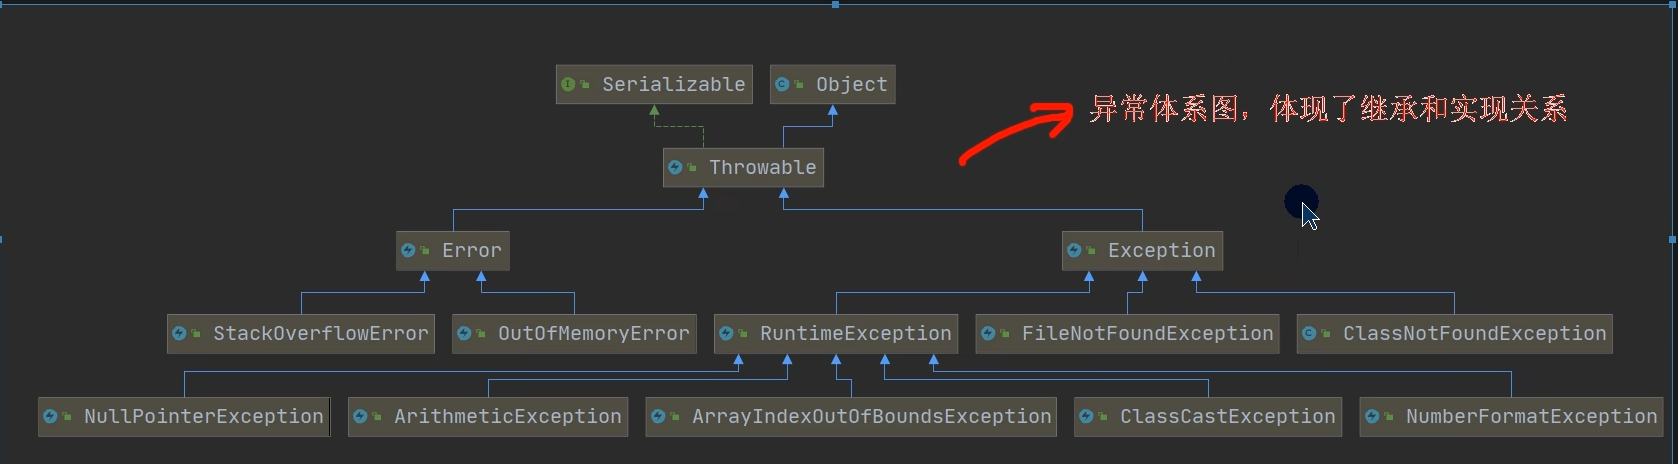 Serializable
Object
异常体系图，体现了继承和实现关系
Throwable
Error
Exception
StackOverflowError
OutOfMemoryError
RuntimeException
FileNotFoundException
ClassNotFoundException
NullPointerException
ArithmeticException
ArrayIndexOutOfBoundsException
ClassCastException
NumberFormatException